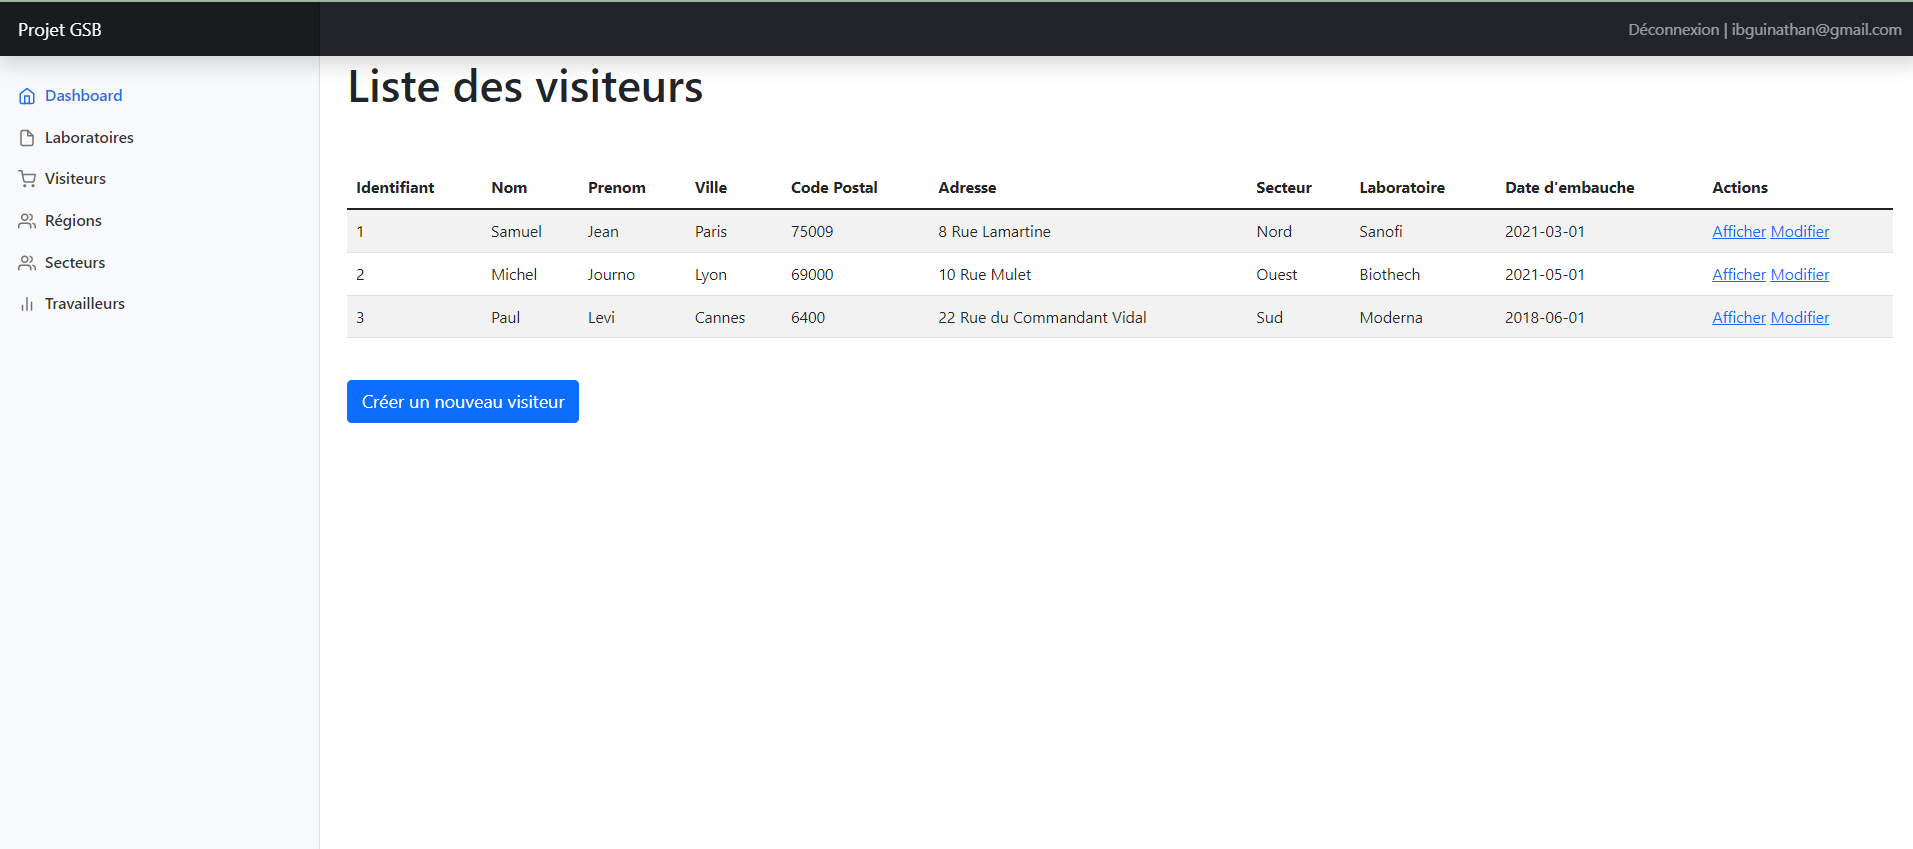 Projet GSB
Déconnexion | ibguinathan@gmail.com
Dashboard
Laboratoires
Visiteurs
Régions
Secteurs
Travailleurs
Liste des visiteurs
Identifiant Nom Prenom Ville Code Postal Adresse Secteur Laboratoire Date d'embauche Actions
1 Samuel Jean Paris 75009 8 Rue Lamartine Nord Sanofi 2021-03-01 Afficher Modifier
2 Michel Journo Lyon 69000 10 Rue Mulet Ouest Biothech 2021-05-01 Afficher Modifier
3 Paul Levi Cannes 6400 22 Rue du Commandant Vidal Sud Moderna 2018-06-01 Afficher Modifier
Créer un nouveau visiteur